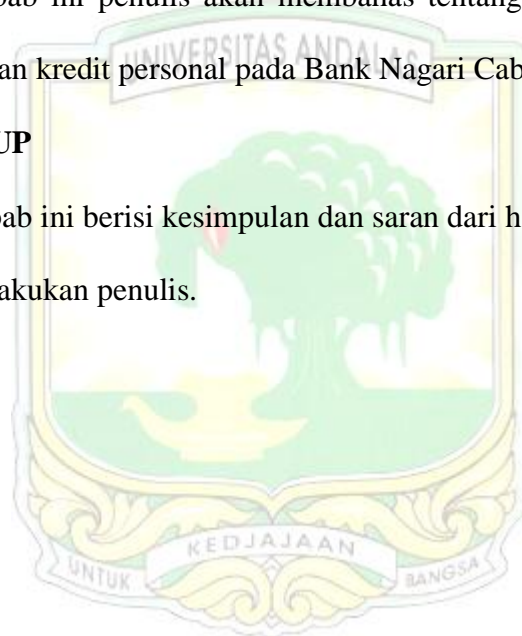 bab ini penulis akan membahas tentang
UNIVERSITAS ANDALAS
an kredit personal pada Bank Nagari Cab
UP
bab ini berisi kesimpulan dan saran dari h
akukan penulis.
KEDJAJAAN
UNTUK
BANGSA